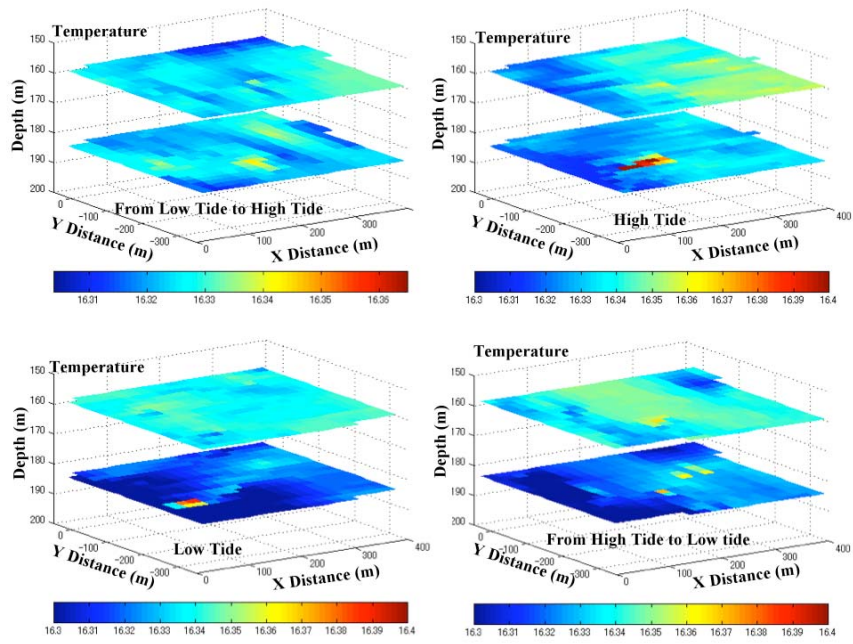 Temperature
150
160
170
180
190
200
Depth (m)
0
-100
-200
-300
Y Distance (m)
0
100
200
300
X Distance (m)
From Low Tide to High Tide
16.31 16.32 16.33 16.34 16.35 16.36
Temperature
150
160
170
180
190
200
Depth (m)
0
-100
-200
-300
Y Distance (m)
0
100
200
300
400
X Distance (m)
High Tide
16.3 16.31 16.32 16.33 16.34 16.35 16.36 16.37 16.38 16.39 16.4
Temperature
150
160
170
180
190
200
Depth (m)
0
-100
-200
-300
Y Distance (m)
0
100
200
300
400
X Distance (m)
Low Tide
16.3 16.31 16.32 16.33 16.34 16.35 16.36 16.37 16.38 16.39 16.4
Temperature
150
160
170
180
190
200
Depth (m)
0
-100
-200
-300
Y Distance (m)
0
100
200
300
400
X Distance (m)
From High Tide to Low tide
16.3 16.31 16.32 16.33 16.34 16.35 16.36 16.37 16.38 16.39 16.4